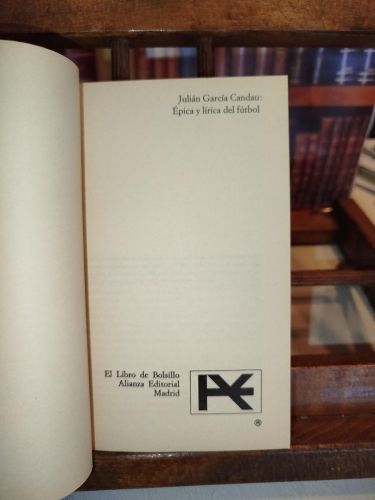 Julián García Candau:
Épica y lírica del fútbol
El Libro de Bolsillo
Alianza Editorial
Madrid
®